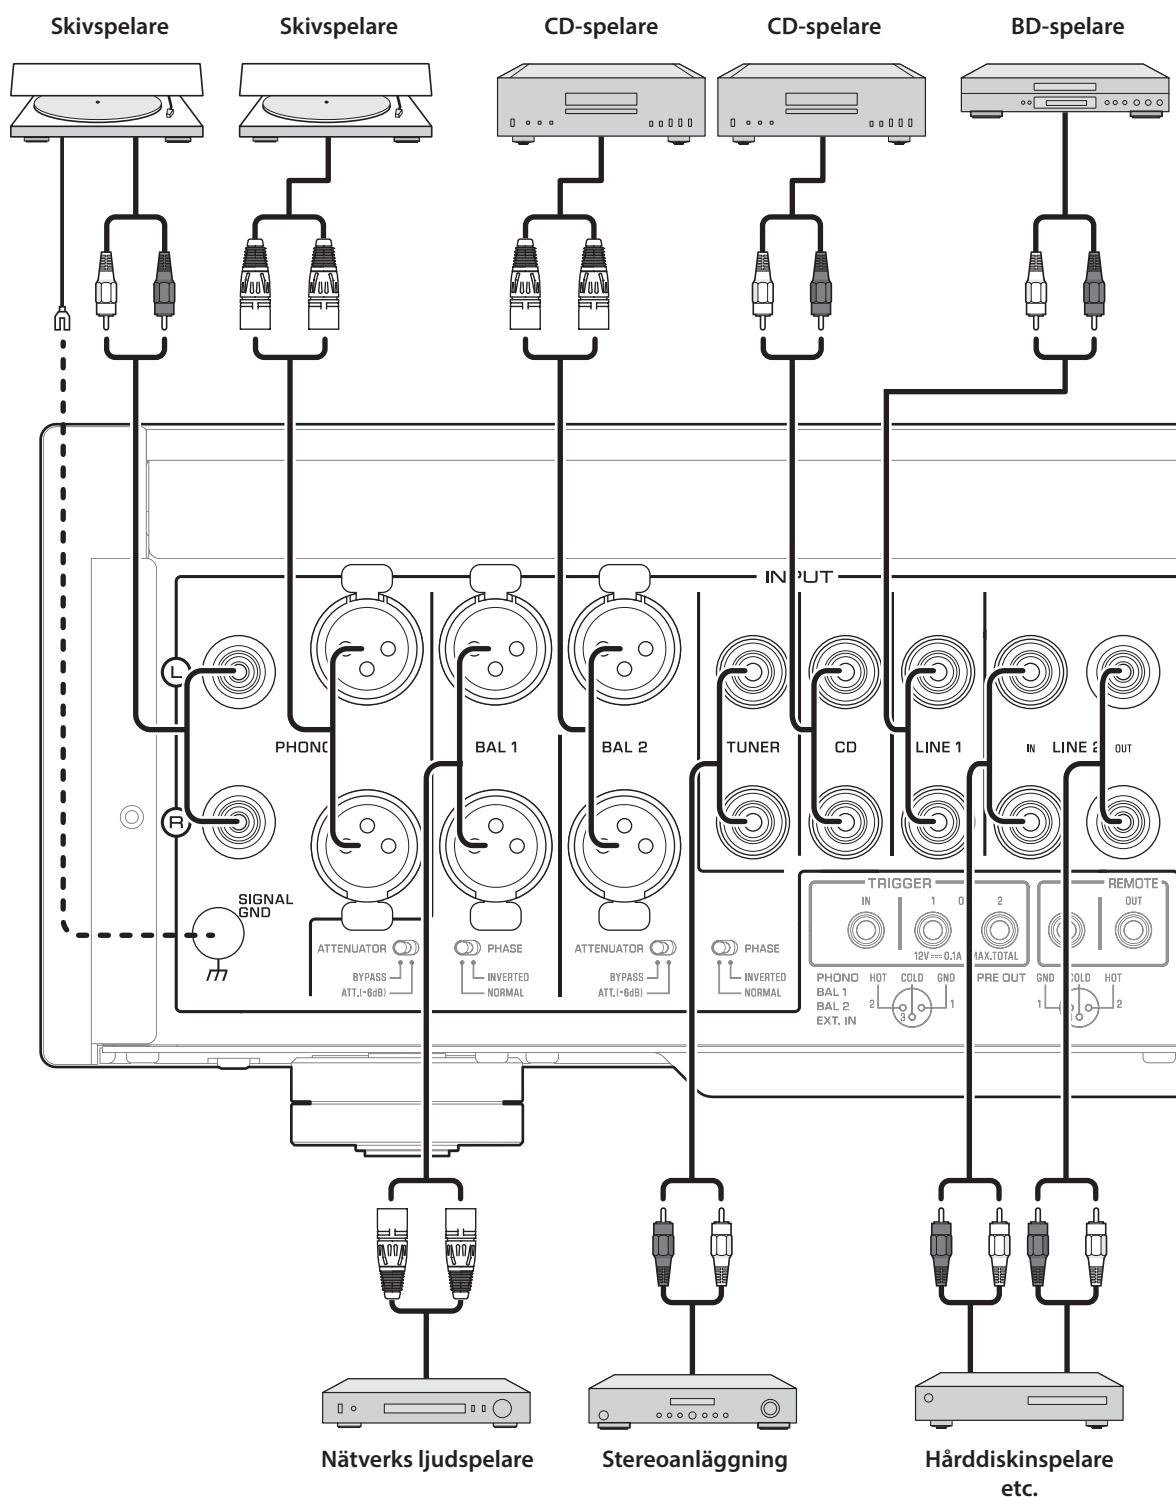 Skivspelare
Skivspelare
CD-spelare
CD-spelare
BD-spelare
INPUT
L
PHONO
BAL 1
BAL 2
TUNER
CD
LINE 1
IN LINE 2 OUT
R
SIGNAL
GND
ATTENUATOR
BYPASS
ATT.(-6dB)
PHASE
INVERTED
NORMAL
ATTENUATOR
BYPASS
ATT.(-6dB)
PHASE
INVERTED
NORMAL
TRIGGER
IN
1 O 2
12V 0.1A MAX.TOTAL
REMOTE
OUT
PHONO
BAL 1
BAL 2
EXT. IN
HOT COLD GND
2 3 1
PRE OUT
GND COLD HOT
1 2
Nätverks ljudspelare
Stereoanläggning
Hårddiskinspelare
etc.